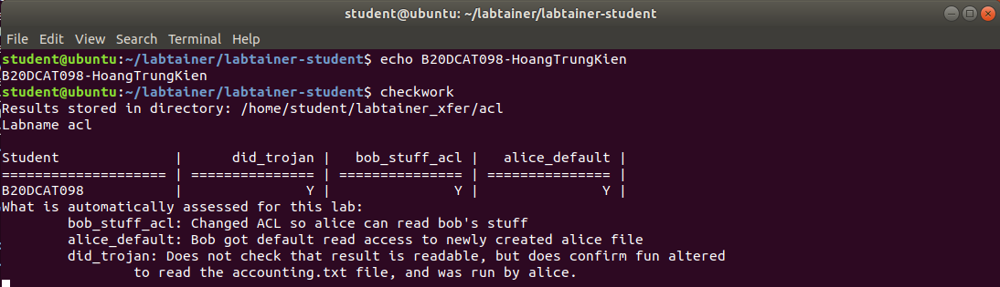 student@ubuntu: ~/labtainer/labtainer-student
File Edit View Search Terminal Help
student@ubuntu:~/labtainer/labtainer-student$ echo B20DCAT098-HoangTrungKien
B20DCAT098-HoangTrungKien
student@ubuntu:~/labtainer/labtainer-student$ checkwork
Results stored in directory: /home/student/labtainer_xfer/acl
Labname acl
Student | did_trojan | bob_stuff_acl | alice_default |
==================== | =============== | =============== | =============== |
B20DCAT098 | Y | Y | Y |
What is automatically assessed for this lab:
bob_stuff_acl: Changed ACL so alice can read bob's stuff
alice_default: Bob got default read access to newly created alice file
did_trojan: Does not check that result is readable, but does confirm fun altered
to read the accounting.txt file, and was run by alice.